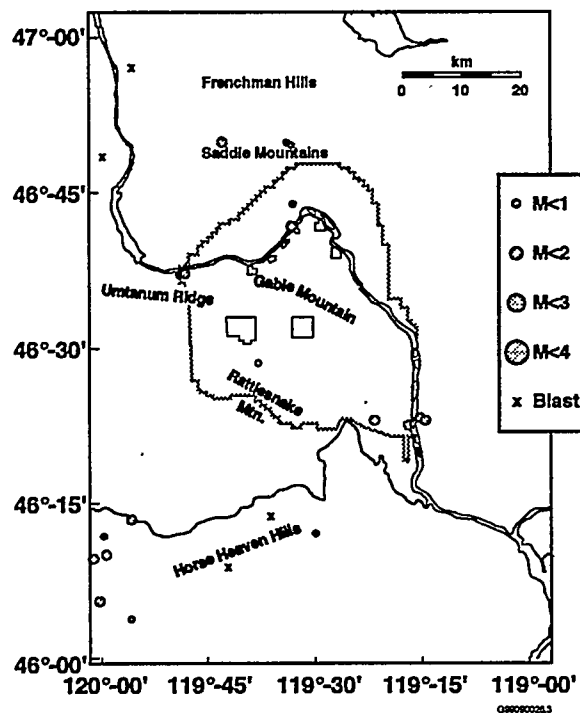 47°-00'
km
0 10 20
Frenchman Hills
Saddle Mountains
46°-45'
M<1
M<2
M<3
M<4
Blast
Umtanum Ridge
Gable Mountain
46°-30'
Rattlesnake
Mtn.
46°-15'
Horse Heaven Hills
46°-00'
120°-00' 119°-45' 119°-30' 119°-15' 119°-00'
G99090026.3